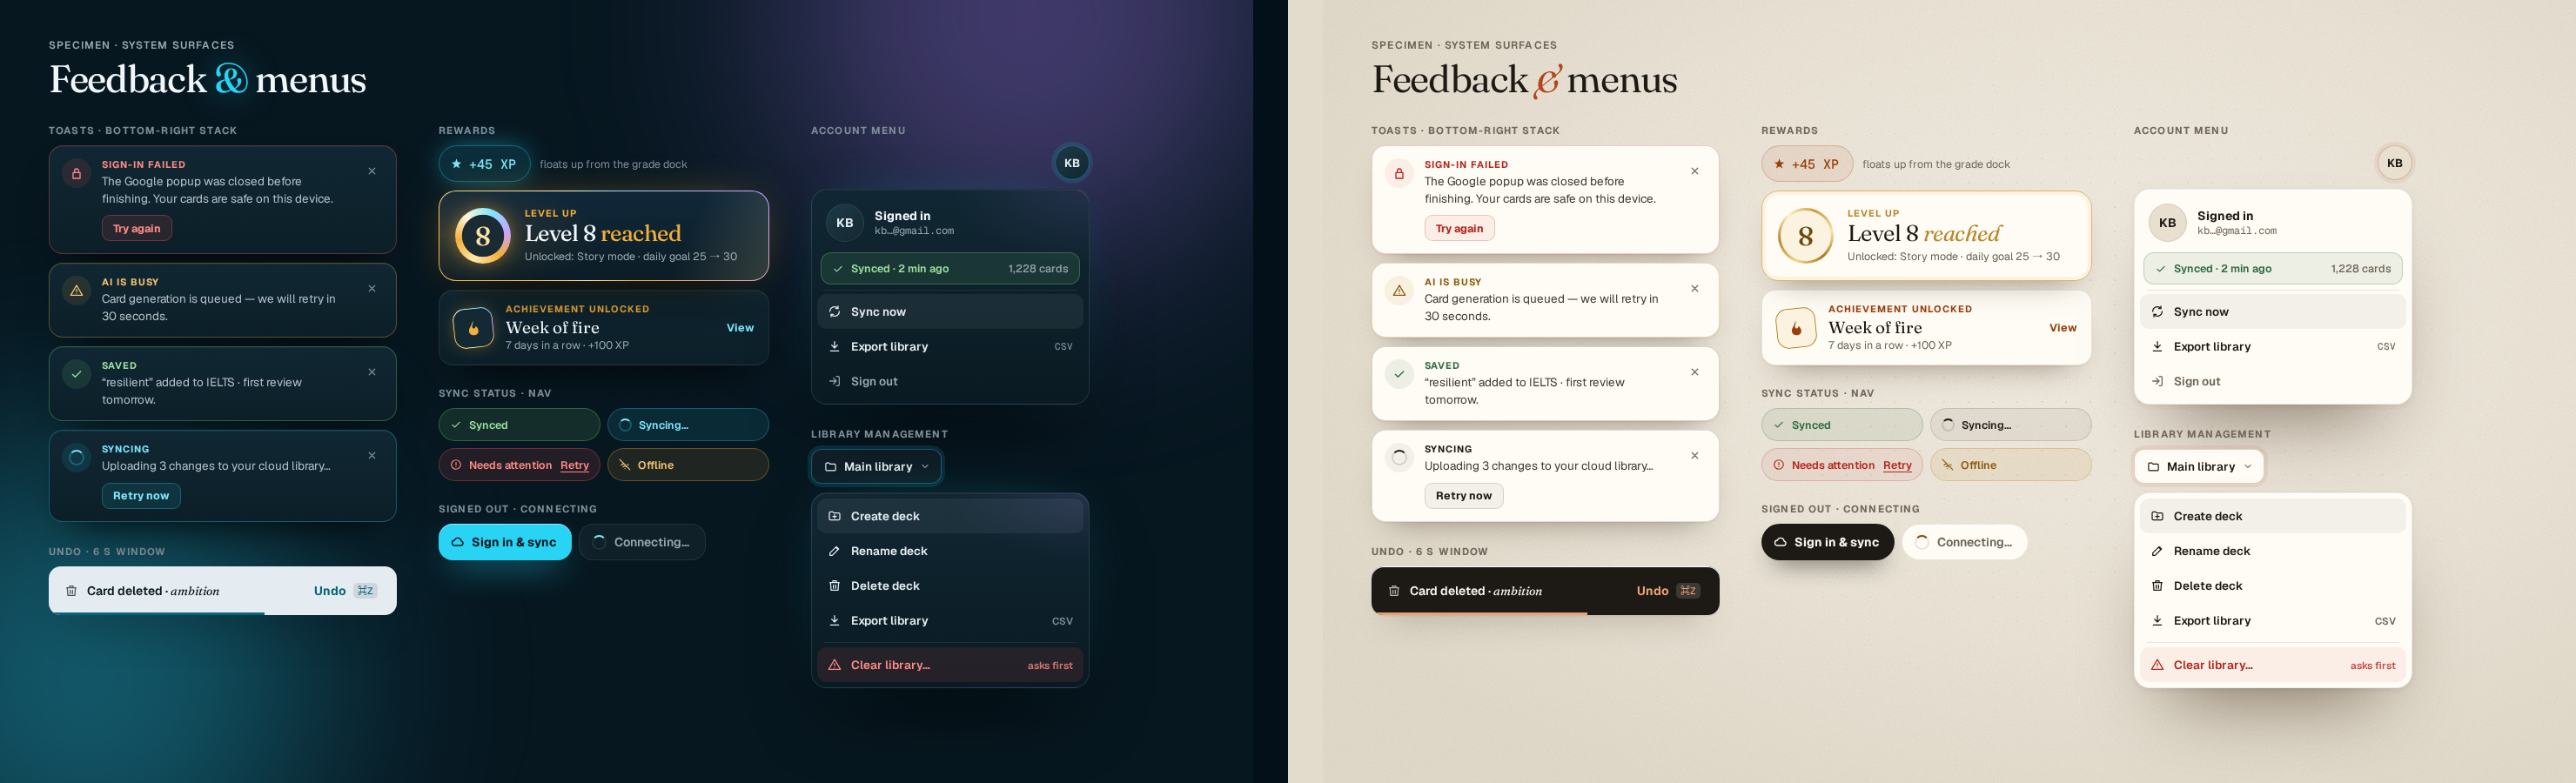 SPECIMEN · SYSTEM SURFACES
Feedback & menus
TOASTS · BOTTOM-RIGHT STACK
SIGN-IN FAILED
The Google popup was closed before
finishing. Your cards are safe on this device.
Try again
AI IS BUSY
Card generation is queued — we will retry in
30 seconds.
SAVED
“resilient” added to IELTS · first review
tomorrow.
SYNCING
Uploading 3 changes to your cloud library…
Retry now
UNDO · 6 S WINDOW
Card deleted · ambition Undo ⌘Z
REWARDS
★ +45 XP floats up from the grade dock
8
LEVEL UP
Level 8 reached
Unlocked: Story mode · daily goal 25 → 30
ACHIEVEMENT UNLOCKED
Week of fire
7 days in a row · +100 XP
View
SYNC STATUS · NAV
Synced
Syncing…
Needs attention Retry
Offline
SIGNED OUT · CONNECTING
Sign in & sync
Connecting…
ACCOUNT MENU
KB
KB
Signed in
kb…@gmail.com
Synced · 2 min ago 1,228 cards
Sync now
Export library CSV
Sign out
LIBRARY MANAGEMENT
Main library
Create deck
Rename deck
Delete deck
Export library CSV
Clear library… asks first
SPECIMEN · SYSTEM SURFACES
Feedback & menus
TOASTS · BOTTOM-RIGHT STACK
SIGN-IN FAILED
The Google popup was closed before
finishing. Your cards are safe on this device.
Try again
AI IS BUSY
Card generation is queued — we will retry in
30 seconds.
SAVED
“resilient” added to IELTS · first review
tomorrow.
SYNCING
Uploading 3 changes to your cloud library…
Retry now
UNDO · 6 S WINDOW
Card deleted · ambition Undo ⌘Z
REWARDS
★ +45 XP floats up from the grade dock
8
LEVEL UP
Level 8 reached
Unlocked: Story mode · daily goal 25 → 30
ACHIEVEMENT UNLOCKED
Week of fire
7 days in a row · +100 XP
View
SYNC STATUS · NAV
Synced
Syncing…
Needs attention Retry
Offline
SIGNED OUT · CONNECTING
Sign in & sync
Connecting…
ACCOUNT MENU
KB
KB
Signed in
kb…@gmail.com
Synced · 2 min ago 1,228 cards
Sync now
Export library CSV
Sign out
LIBRARY MANAGEMENT
Main library
Create deck
Rename deck
Delete deck
Export library CSV
Clear library… asks first